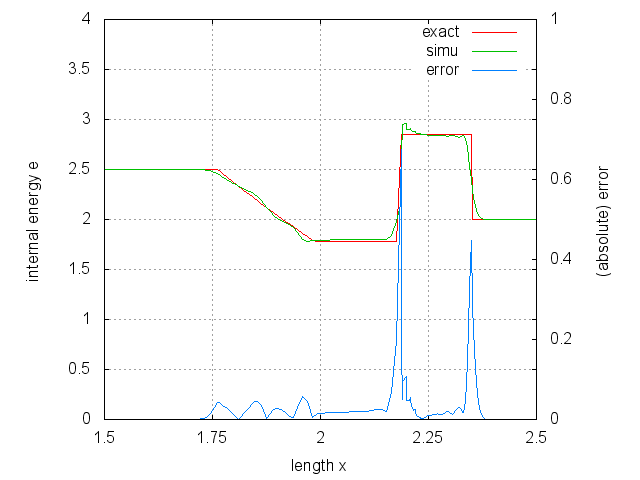 4
3.5
3
2.5
2
1.5
1
0.5
0
1
0.8
0.6
0.4
0.2
0
1.5 1.75 2 2.25 2.5
internal energy e
(absolute) error
length x
exact
simu
error